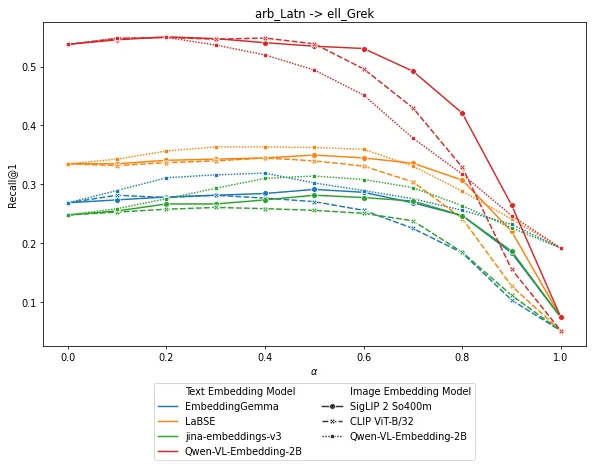 arb_Latn -> ell_Grek
Recall@1
0.5
0.4
0.3
0.2
0.1
0.0 0.2 0.4 0.6 0.8 1.0
α
Text Embedding Model Image Embedding Model
EmbeddingGemma SigLIP 2 So400m
LaBSE CLIP ViT-B/32
jina-embeddings-v3 Qwen-VL-Embedding-2B
Qwen-VL-Embedding-2B